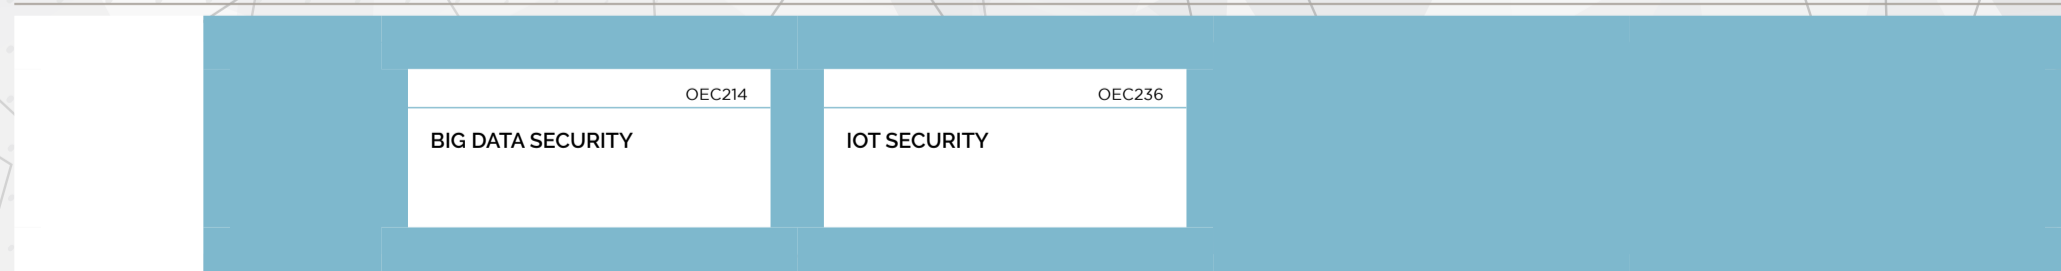 OEC214
BIG DATA SECURITY
OEC236
IOT SECURITY